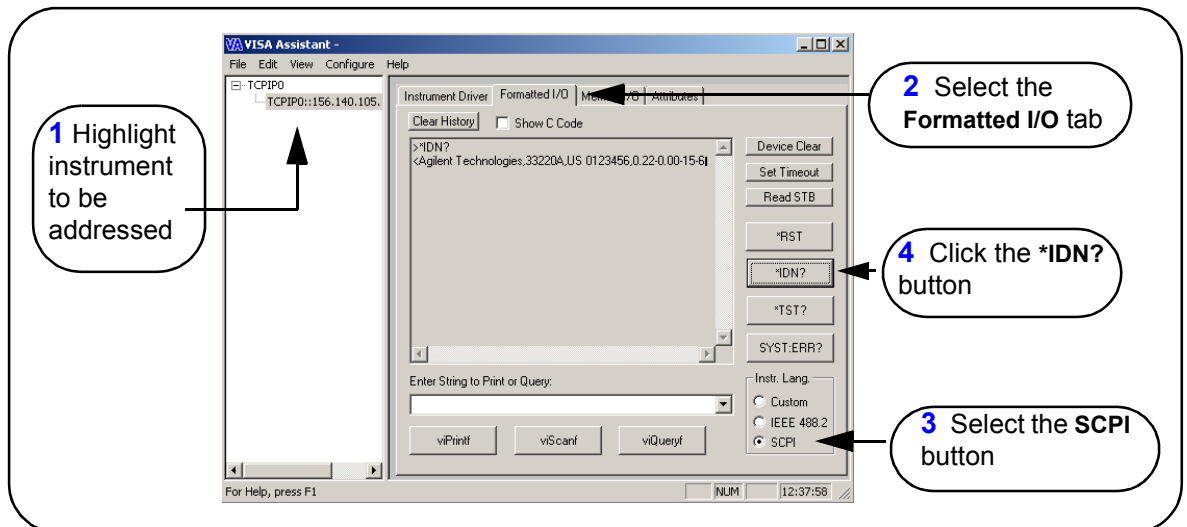 VA VISA Assistant -
File Edit View Configure Help
TCPIP0
TCPIP0::156.140.105.
Instrument Driver
Formatted I/O
Attributes
Clear History
Show C Code
>*IDN?
<Agilent Technologies,33220A,US 0123456,0.22-0.00-15-6
Device Clear
Set Timeout
Read STB
*RST
*IDN?
*TST?
SYST:ERR?
Enter String to Print or Query:
viPrintf
viScanf
viQueryf
Instr. Lang.
Custom
IEEE 488.2
SCPI
For Help, press F1
NUM
12:37:58
1 Highlight
instrument
to be
addressed
2 Select the
Formatted I/O tab
3 Select the SCPI
button
4 Click the *IDN?
button